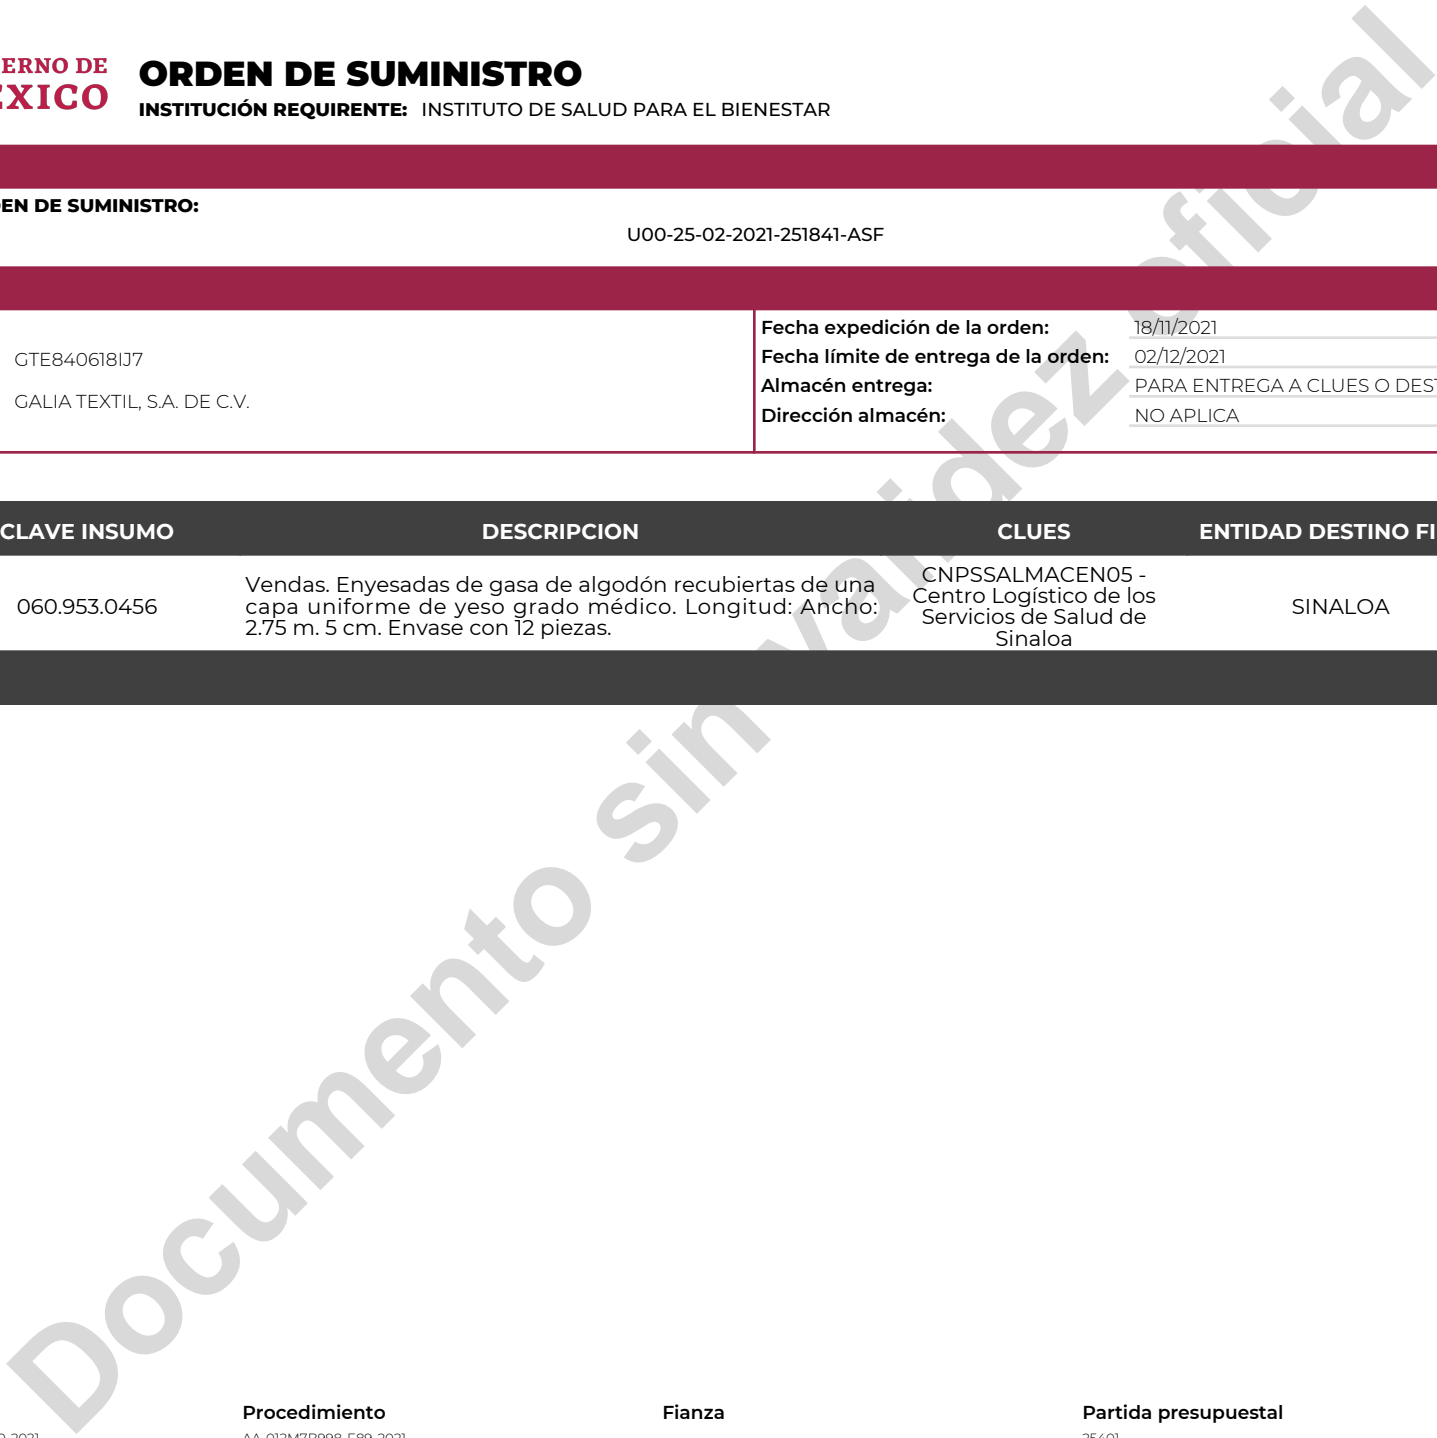 ERNO DE
ÉXICO
ORDEN DE SUMINISTRO
INSTITUCIÓN REQUIRENTE: INSTITUTO DE SALUD PARA EL BIENESTAR
EN DE SUMINISTRO:
U00-25-02-2021-251841-ASF
GTE840618IJ7
GALIA TEXTIL, S.A. DE C.V.
Fecha expedición de la orden: 18/11/2021
Fecha límite de entrega de la orden: 02/12/2021
Almacén entrega: PARA ENTREGA A CLUES O DEST
Dirección almacén: NO APLICA
CLAVE INSUMO DESCRIPCION CLUES ENTIDAD DESTINO FI
060.953.0456
Vendas. Enyesadas de gasa de algodón recubiertas de una
capa uniforme de yeso grado médico. Longitud: Ancho:
2.75 m. 5 cm. Envase con 12 piezas.
CNPSSALMACEN05 -
Centro Logístico de los
Servicios de Salud de
Sinaloa
SINALOA
Documento sin validez oficial
Procedimiento Fianza Partida presupuestal